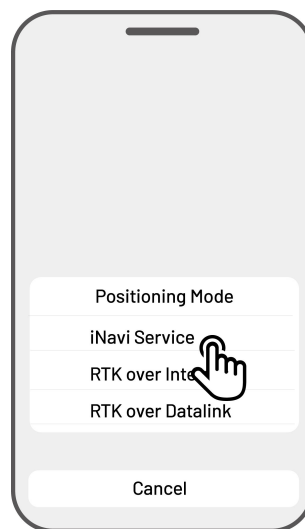 Positioning Mode
iNavi Service
RTK over Inte
RTK over Datalink
Cancel